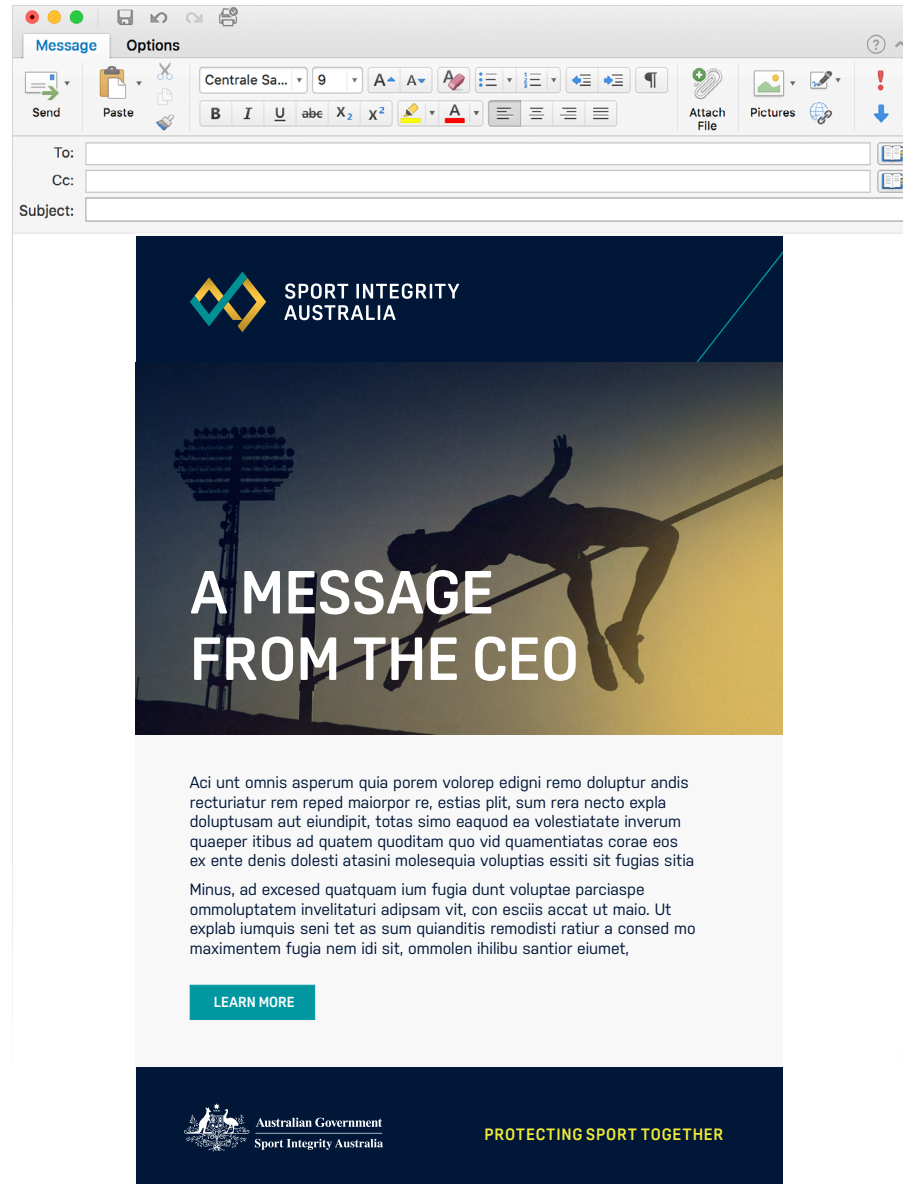 Message Options
Send
Paste
Centrale Sa... 9
A A A
B I U abc X2 X2 A
Attach
File
Pictures
To:
Cc:
Subject:
SPORT INTEGRITY
AUSTRALIA
A MESSAGE
FROM THE CEO
Aci unt omnis asperum quia porem volorep edigni remo doluptur andis
recturiatur rem reped maiorpor re, estias plit, sum rera necto expla
doluptusam aut eiundipit, totas simo eaquod ea volestiatate inverum
quaeper itibus ad quatem quoditam quo vid quamentiatas corae eos
ex ente denis dolesti atasini molesequia voluptias essiti sit fugias sitia
Minus, ad excesed quatquam ium fugia dunt voluptae parciaspe
ommoluptatem invelitaturi adipsam vit, con esciis accat ut maio. Ut
explab iumquis seni tet as sum quianditis remodisti ratiur a consed mo
maximentem fugia nem idi sit, ommolen ihilibu santior eiumet,
LEARN MORE
Australian Government
Sport Integrity Australia
PROTECTING SPORT TOGETHER